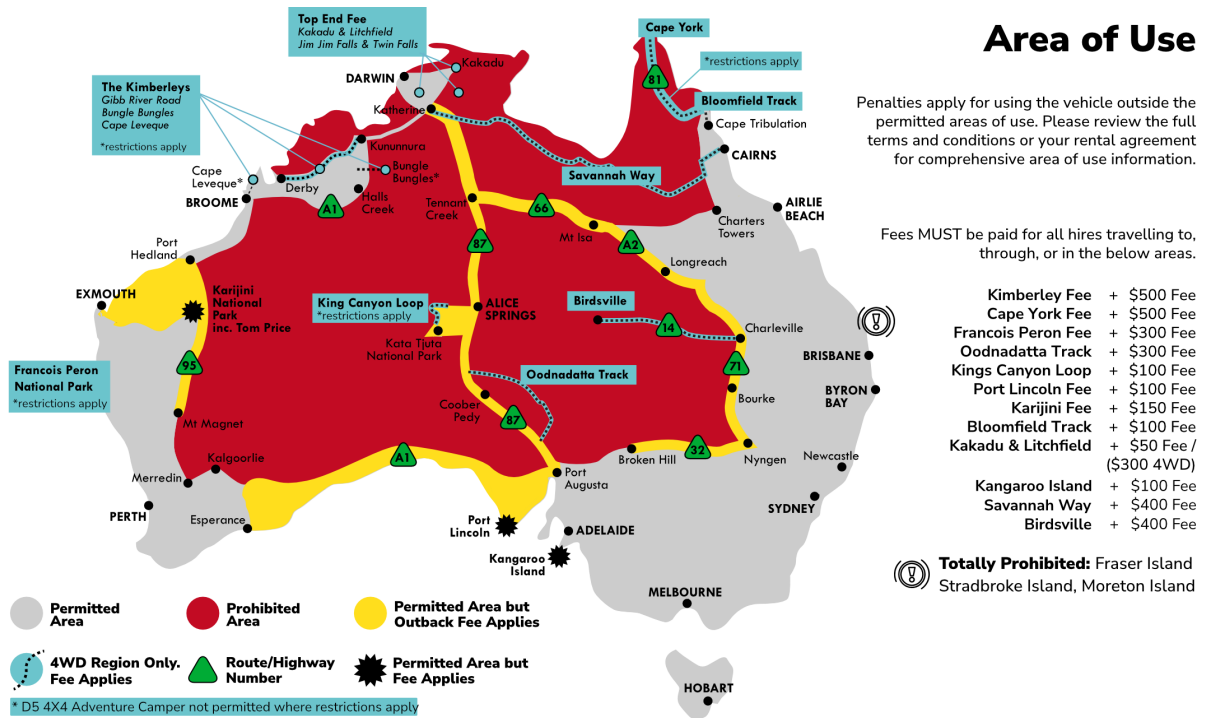 Area of Use
Penalties apply for using the vehicle outside the
permitted areas of use. Please review the full
terms and conditions or your rental agreement
for comprehensive area of use information.
Fees MUST be paid for all hires travelling to,
through, or in the below areas.
Kimberley Fee + $500 Fee
Cape York Fee + $500 Fee
Francois Peron Fee + $300 Fee
Oodnadatta Track + $300 Fee
Kings Canyon Loop + $100 Fee
Port Lincoln Fee + $100 Fee
Karijini Fee + $150 Fee
Bloomfield Track + $100 Fee
Kakadu & Litchfield + $50 Fee /
($300 4WD)
Kangaroo Island + $100 Fee
Savannah Way + $400 Fee
Birdsville + $400 Fee
Totally Prohibited: Fraser Island
Stradbroke Island, Moreton Island
Top End Fee
Kakadu & Litchfield
Jim Jim Falls & Twin Falls
Cape York
*restrictions apply
81
Bloomfield Track
Cape Tribulation
CAIRNS
Kakadu
DARWIN
Katherine
The Kimberleys
Gibb River Road
Bungle Bungles
Cape Leveque
*restrictions apply
Kununnura
Cape
Leveque*
Derby
Bungle
Bungles*
BROOME
A1
Halls
Creek
Savannah Way
Tennant
Creek
66
AIRLIE
BEACH
Charters
Towers
Mt Isa
A2
87
Port
Hedland
Longreach
EXMOUTH
Karijini
National
Park
inc. Tom Price
King Canyon Loop
*restrictions apply
ALICE
SPRINGS
Birdsville
14
Charleville
Kata Tjuta
National Park
BRISBANE
95
Francois Peron
National Park
*restrictions apply
Oodnadatta Track
71
BYRON
BAY
Bourke
Coober
Pedy
87
Mt Magnet
A1
Kalgoorlie
Broken Hill
32
Nyngen
Newcastle
Merredin
Port
Augusta
PERTH
Esperance
SYDNEY
Port
Lincoln
ADELAIDE
Kangaroo
Island
MELBOURNE
HOBART
Permitted
Area
Prohibited
Area
Permitted Area but
Outback Fee Applies
4WD Region Only.
Fee Applies
Route/Highway
Number
Permitted Area but
Fee Applies
* D5 4X4 Adventure Camper not permitted where restrictions apply